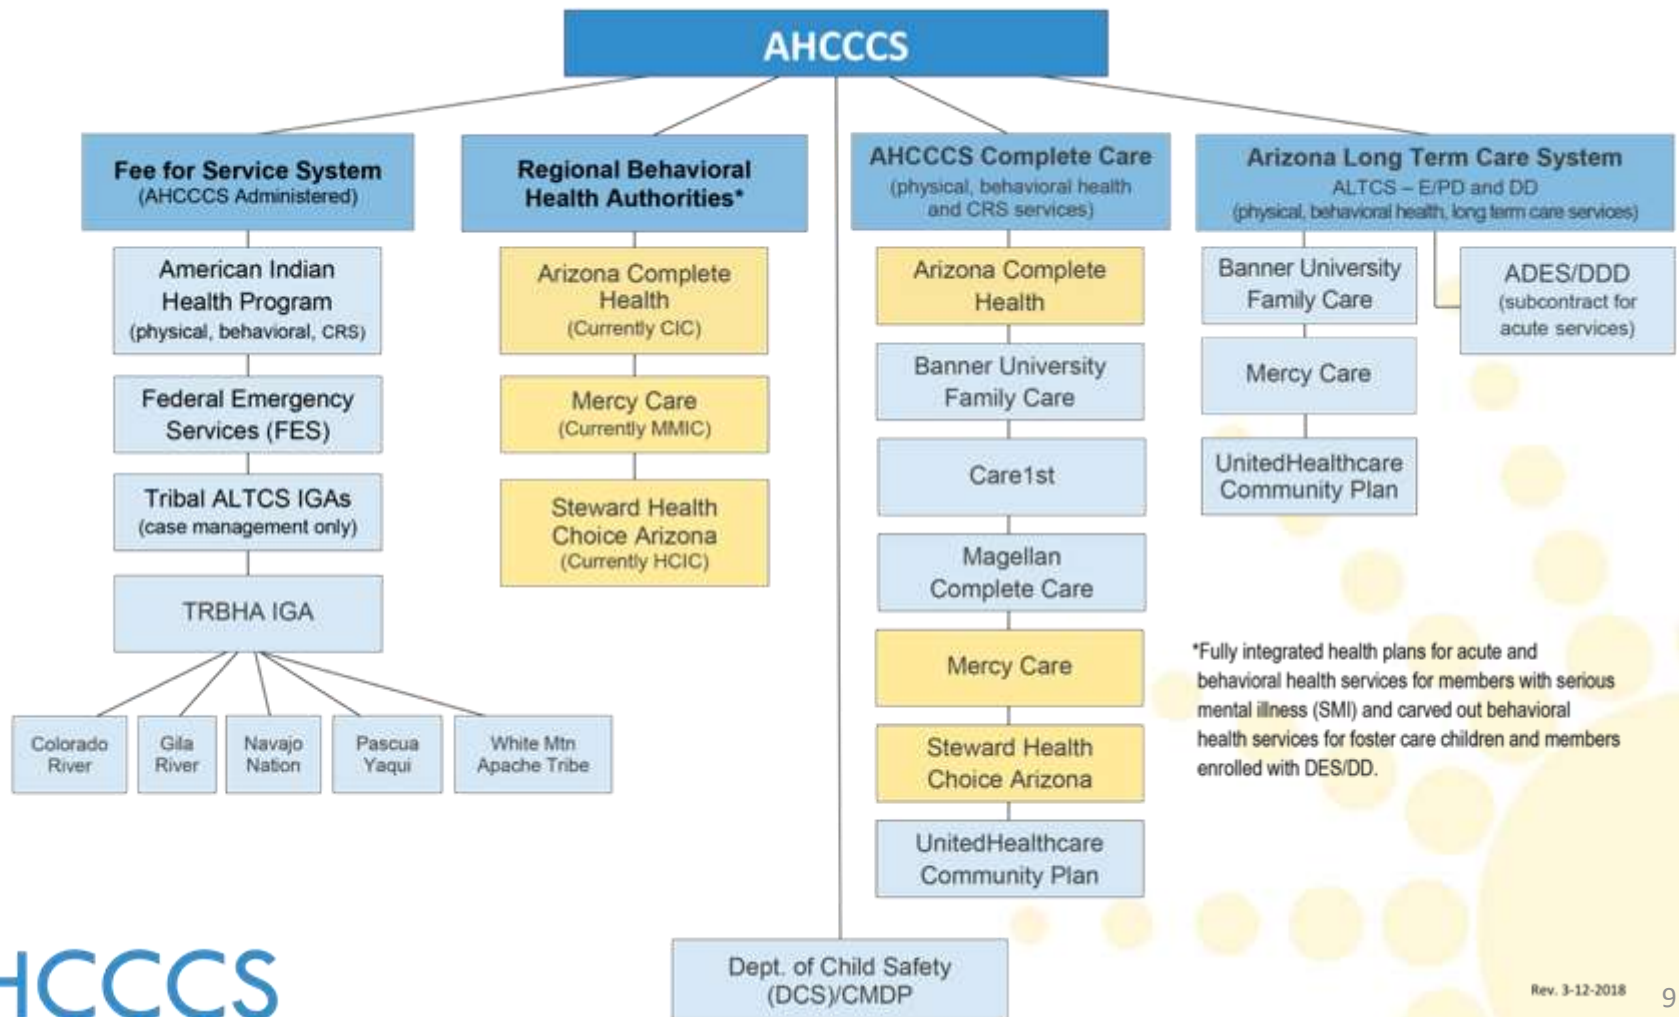 AHCCCS
Fee for Service System
(AHCCCS Administered)
American Indian
Health Program
(physical, behavioral, CRS)
Federal Emergency
Services (FES)
Tribal ALTCS IGAs
(case management only)
TRBHA IGA
Colorado
River
Gila
River
Navajo
Nation
Pascua
Yaqui
White Mtn
Apache Tribe
Regional Behavioral
Health Authorities*
Arizona Complete
Health
(Currently CIC)
Mercy Care
(Currently MMIC)
Steward Health
Choice Arizona
(Currently HCIC)
AHCCCS Complete Care
(physical, behavioral health
and CRS services)
Arizona Complete
Health
Banner University
Family Care
Care1st
Magellan
Complete Care
Mercy Care
Steward Health
Choice Arizona
UnitedHealthcare
Community Plan
Arizona Long Term Care System
ALTCS – E/PD and DD
(physical, behavioral health, long term care services)
Banner University
Family Care
Mercy Care
UnitedHealthcare
Community Plan
ADES/DDD
(subcontract for
acute services)
*Fully integrated health plans for acute and
behavioral health services for members with serious
mental illness (SMI) and carved out behavioral
health services for foster care children and members
enrolled with DES/DD.
Dept. of Child Safety
(DCS)/CMDP
HCCCS
Rev. 3-12-2018
9